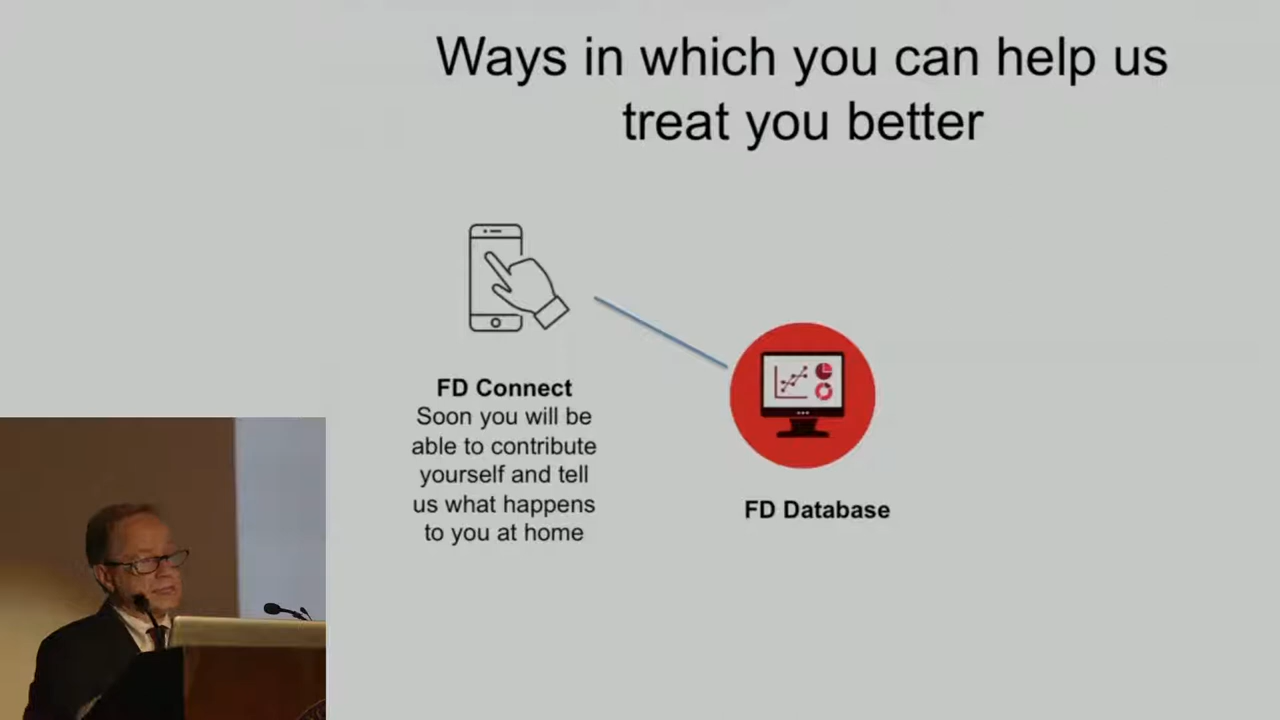 Ways in which you can help us
treat you better
FD Connect
Soon you will be
able to contribute
yourself and tell
us what happens
to you at home
FD Database